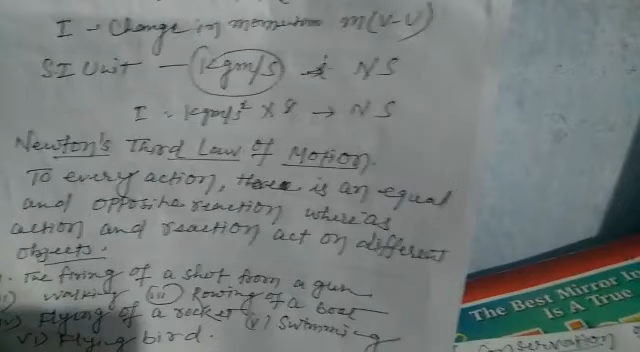 I - Change in momentum m(v-u)
SI Unit - Kgm/s NS
I = kgm/s² × s → NS
Newton's Third Law of Motion.
To every action, there is an equal
and opposite reaction whereas
action and reaction act on different
objects.
The firing of a shot from a gun
walking (iii) Rowing of a boat
iv) Flying of a rocket (v) Swimming
vi) Flying bird.
The Best Mirror In
Is A True
Conservation